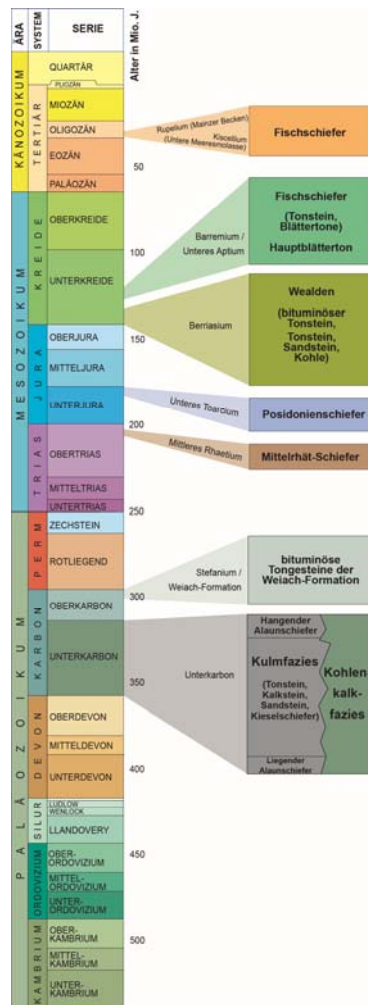 ÄRA
SYSTEM
SERIE
Alter in Mio. J.
KÄNOZOIKUM
MESOZOIKUM
PALÄOZOIKUM
TERTIÄR
KREIDE
JURA
TRIAS
PERM
KARBON
DEVON
SILUR
ORDOVIZIUM
KAMBRIUM
QUARTÄR
PLIOZÄN
MIOZÄN
OLIGOZÄN
EOZÄN
PALÄOZÄN
OBERKREIDE
UNTERKREIDE
OBERJURA
MITTELJURA
UNTERJURA
OBERTRIAS
MITTELTRIAS
UNTERTRIAS
ZECHSTEIN
ROTLIEGEND
OBERKARBON
UNTERKARBON
OBERDEVON
MITTELDEVON
UNTERDEVON
LUDLOW
WENLOCK
LLANDOVERY
OBER-
ORDOVIZIUM
MITTEL-
ORDOVIZIUM
UNTER-
ORDOVIZIUM
OBER-
KAMBRIUM
MITTEL-
KAMBRIUM
UNTER-
KAMBRIUM
50
100
150
200
250
300
350
400
450
500
Rupelium (Mainzer Becken)
Kiscellium
(Untere Meeresmolasse)
Fischschiefer
Barremium /
Unteres Aptium
Fischschiefer
(Tonstein,
Blättertone)
Hauptblätterton
Berriasium
Wealden
(bituminöser
Tonstein,
Tonstein,
Sandstein,
Kohle)
Unteres Toarcium
Posidonienschiefer
Mittleres Rhaetium
Mittelrhät-Schiefer
Stefanium /
Weiach-Formation
bituminöse
Tongesteine der
Weiach-Formation
Unterkarbon
Hangender
Alaunschiefer
Kulmfazies
(Tonstein,
Kalkstein,
Sandstein,
Kieselschiefer)
Liegender
Alaunschiefer
Kohlen-
kalk-
fazies